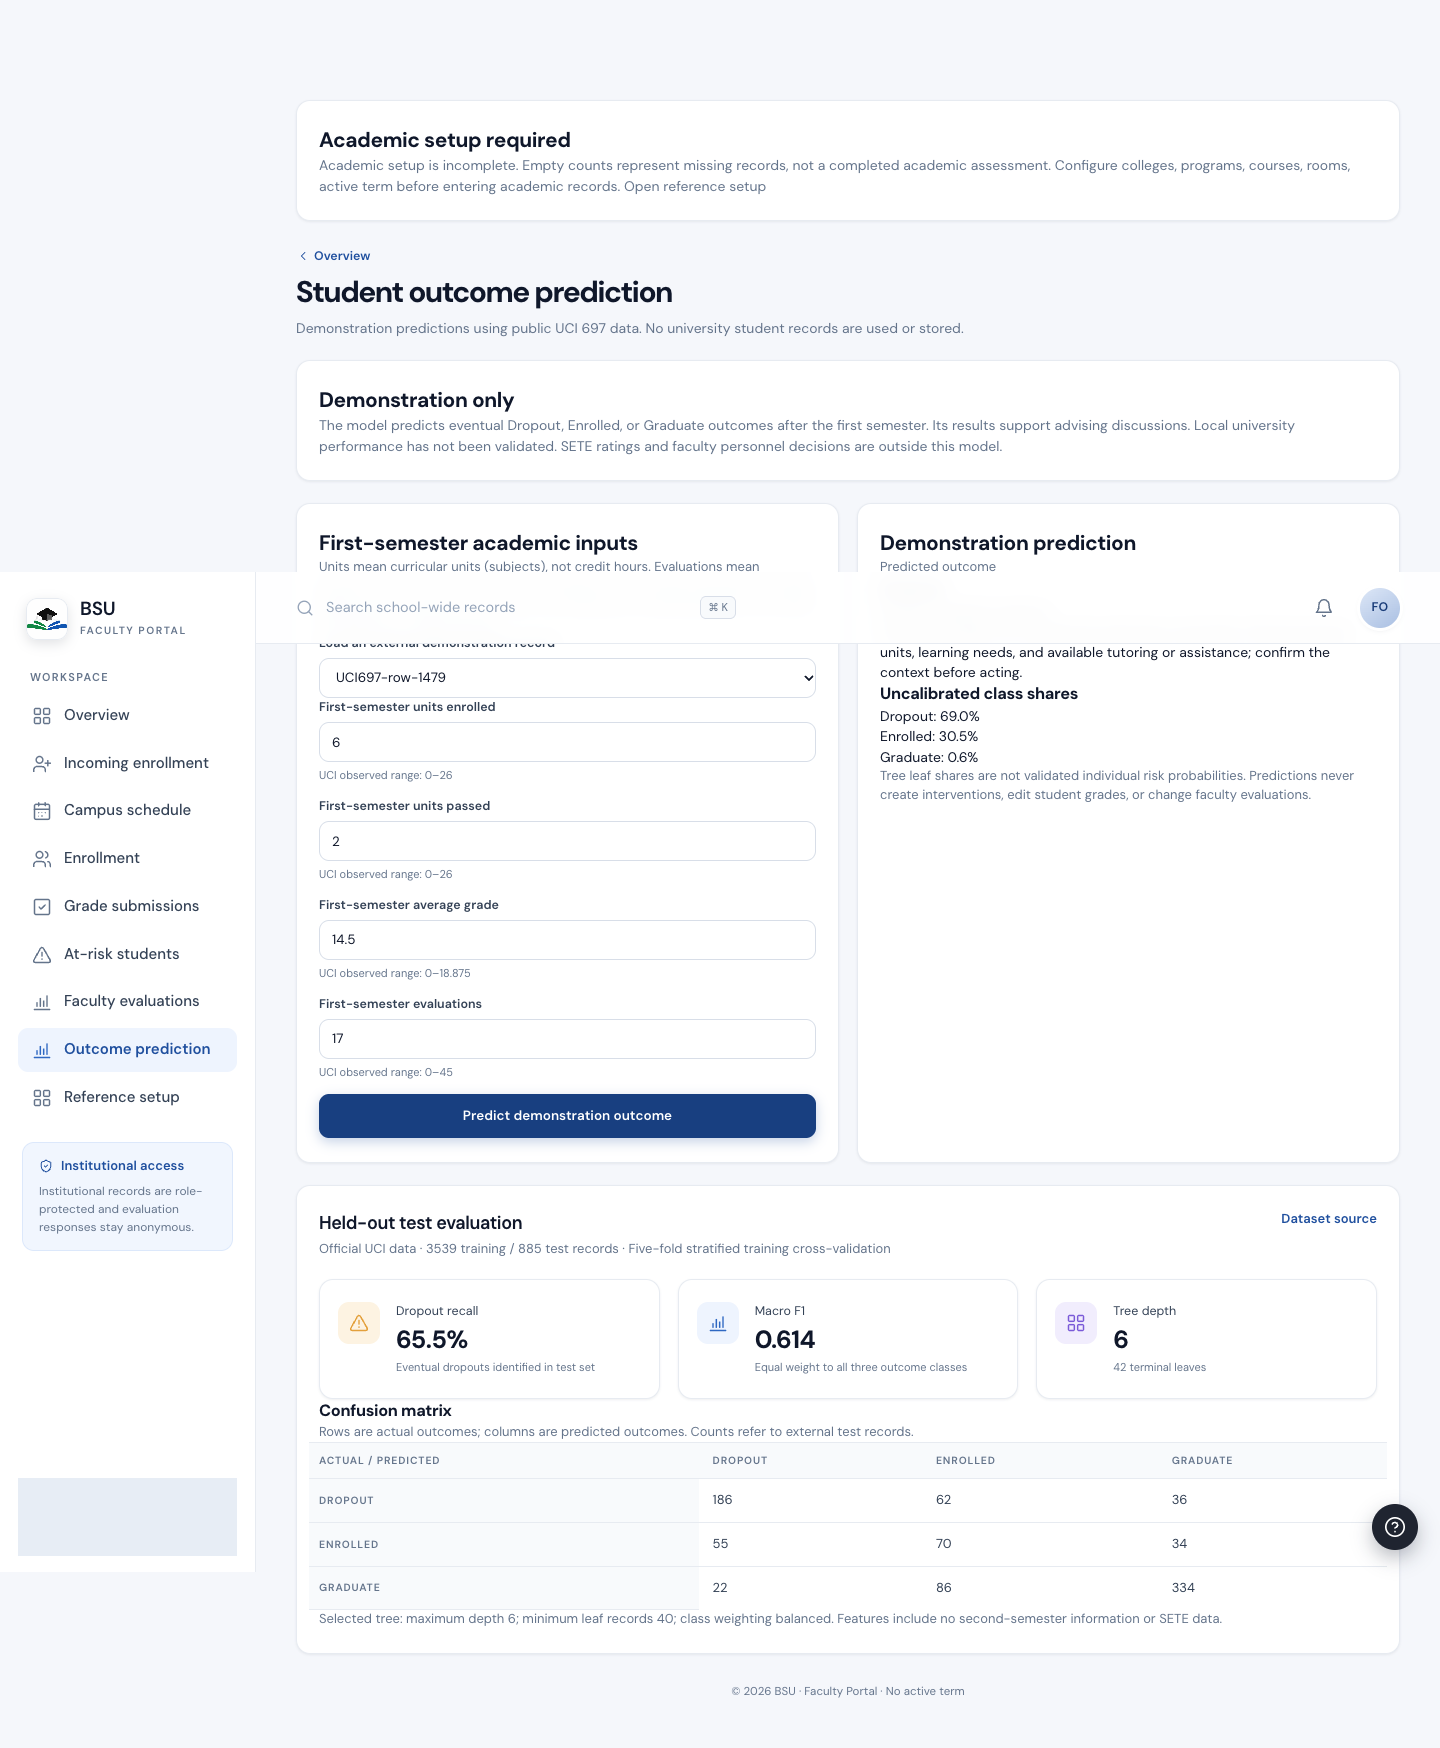 Academic setup required
Academic setup is incomplete. Empty counts represent missing records, not a completed academic assessment. Configure colleges, programs, courses, rooms,
active term before entering academic records. Open reference setup
Overview
Student outcome prediction
Demonstration predictions using public UCI 697 data. No university student records are used or stored.
Demonstration only
The model predicts eventual Dropout, Enrolled, or Graduate outcomes after the first semester. Its results support advising discussions. Local university
performance has not been validated. SETE ratings and faculty personnel decisions are outside this model.
First-semester academic inputs
Units mean curricular units (subjects), not credit hours. Evaluations mean
Load an external demonstration record
UCI697-row-1479
First-semester units enrolled
6
UCI observed range: 0–26
First-semester units passed
2
UCI observed range: 0–26
First-semester average grade
14.5
UCI observed range: 0–18.875
First-semester evaluations
17
UCI observed range: 0–45
Predict demonstration outcome
Demonstration prediction
Predicted outcome
units, learning needs, and available tutoring or assistance; confirm the
context before acting.
Uncalibrated class shares
Dropout: 69.0%
Enrolled: 30.5%
Graduate: 0.6%
Tree leaf shares are not validated individual risk probabilities. Predictions never
create interventions, edit student grades, or change faculty evaluations.
Search school-wide records
⌘ K
FO
BSU
FACULTY PORTAL
WORKSPACE
Overview
Incoming enrollment
Campus schedule
Enrollment
Grade submissions
At-risk students
Faculty evaluations
Outcome prediction
Reference setup
Institutional access
Institutional records are role-
protected and evaluation
responses stay anonymous.
Held-out test evaluation
Dataset source
Official UCI data · 3539 training / 885 test records · Five-fold stratified training cross-validation
Dropout recall
65.5%
Eventual dropouts identified in test set
Macro F1
0.614
Equal weight to all three outcome classes
Tree depth
6
42 terminal leaves
Confusion matrix
Rows are actual outcomes; columns are predicted outcomes. Counts refer to external test records.
ACTUAL / PREDICTED DROPOUT ENROLLED GRADUATE
DROPOUT 186 62 36
ENROLLED 55 70 34
GRADUATE 22 86 334
Selected tree: maximum depth 6; minimum leaf records 40; class weighting balanced. Features include no second-semester information or SETE data.
© 2026 BSU · Faculty Portal · No active term